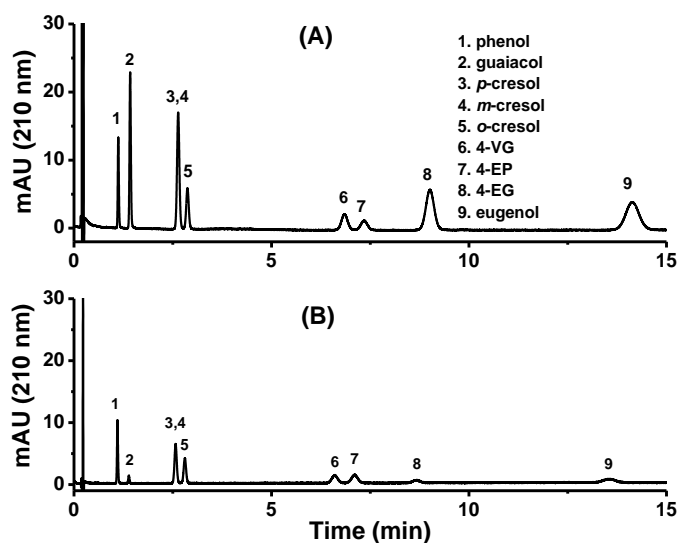 (A)
30
20
10
0
mAU (210 nm)
1
2
3,4
5
6
7
8
9
1. phenol
2. guaiacol
3. p-cresol
4. m-cresol
5. o-cresol
6. 4-VG
7. 4-EP
8. 4-EG
9. eugenol
0
5
10
15
(B)
30
20
10
0
mAU (210 nm)
1
2
3,4
5
6
7
8
9
0
5
10
15
Time (min)